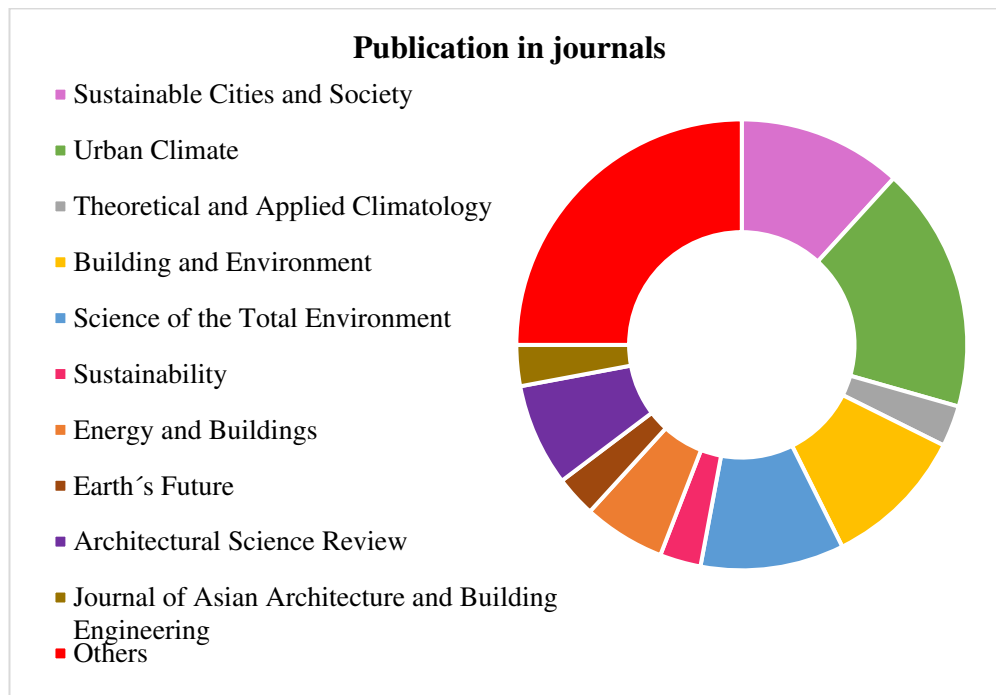 Publication in journals
Sustainable Cities and Society
Urban Climate
Theoretical and Applied Climatology
Building and Environment
Science of the Total Environment
Sustainability
Energy and Buildings
Earth´s Future
Architectural Science Review
Journal of Asian Architecture and Building
Engineering
Others